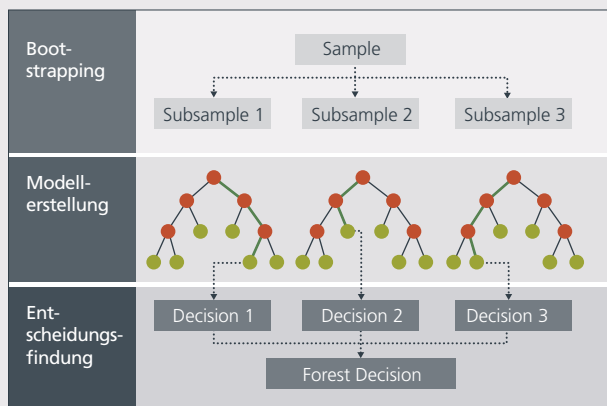 Boot-
strapping
Sample
Subsample 1
Subsample 2
Subsample 3
Modell-
erstellung
Ent-
scheidungs-
findung
Decision 1
Decision 2
Decision 3
Forest Decision